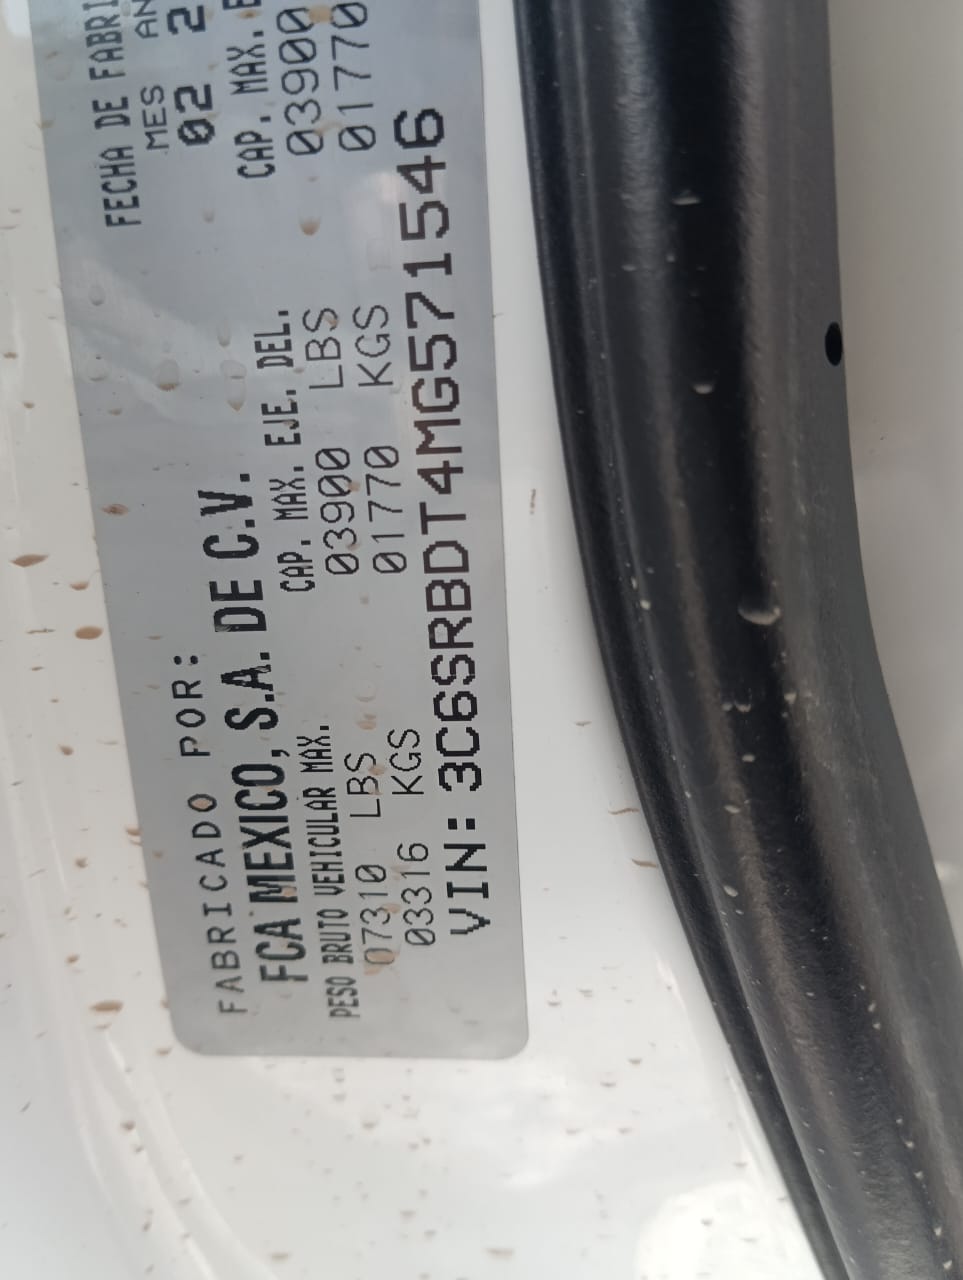 FABRICADO POR:
FCA MEXICO, S.A. DE C.V.
FECHA DE
MES
02
PESO BRUTO VEHICULAR MAX.
07310 LBS
03316 KGS
CAP. MAX. EJE. DEL.
03900 LBS
01770 KGS
CAP. MAX.
03900
01770
VIN: 3C6SRBDT4MG571546